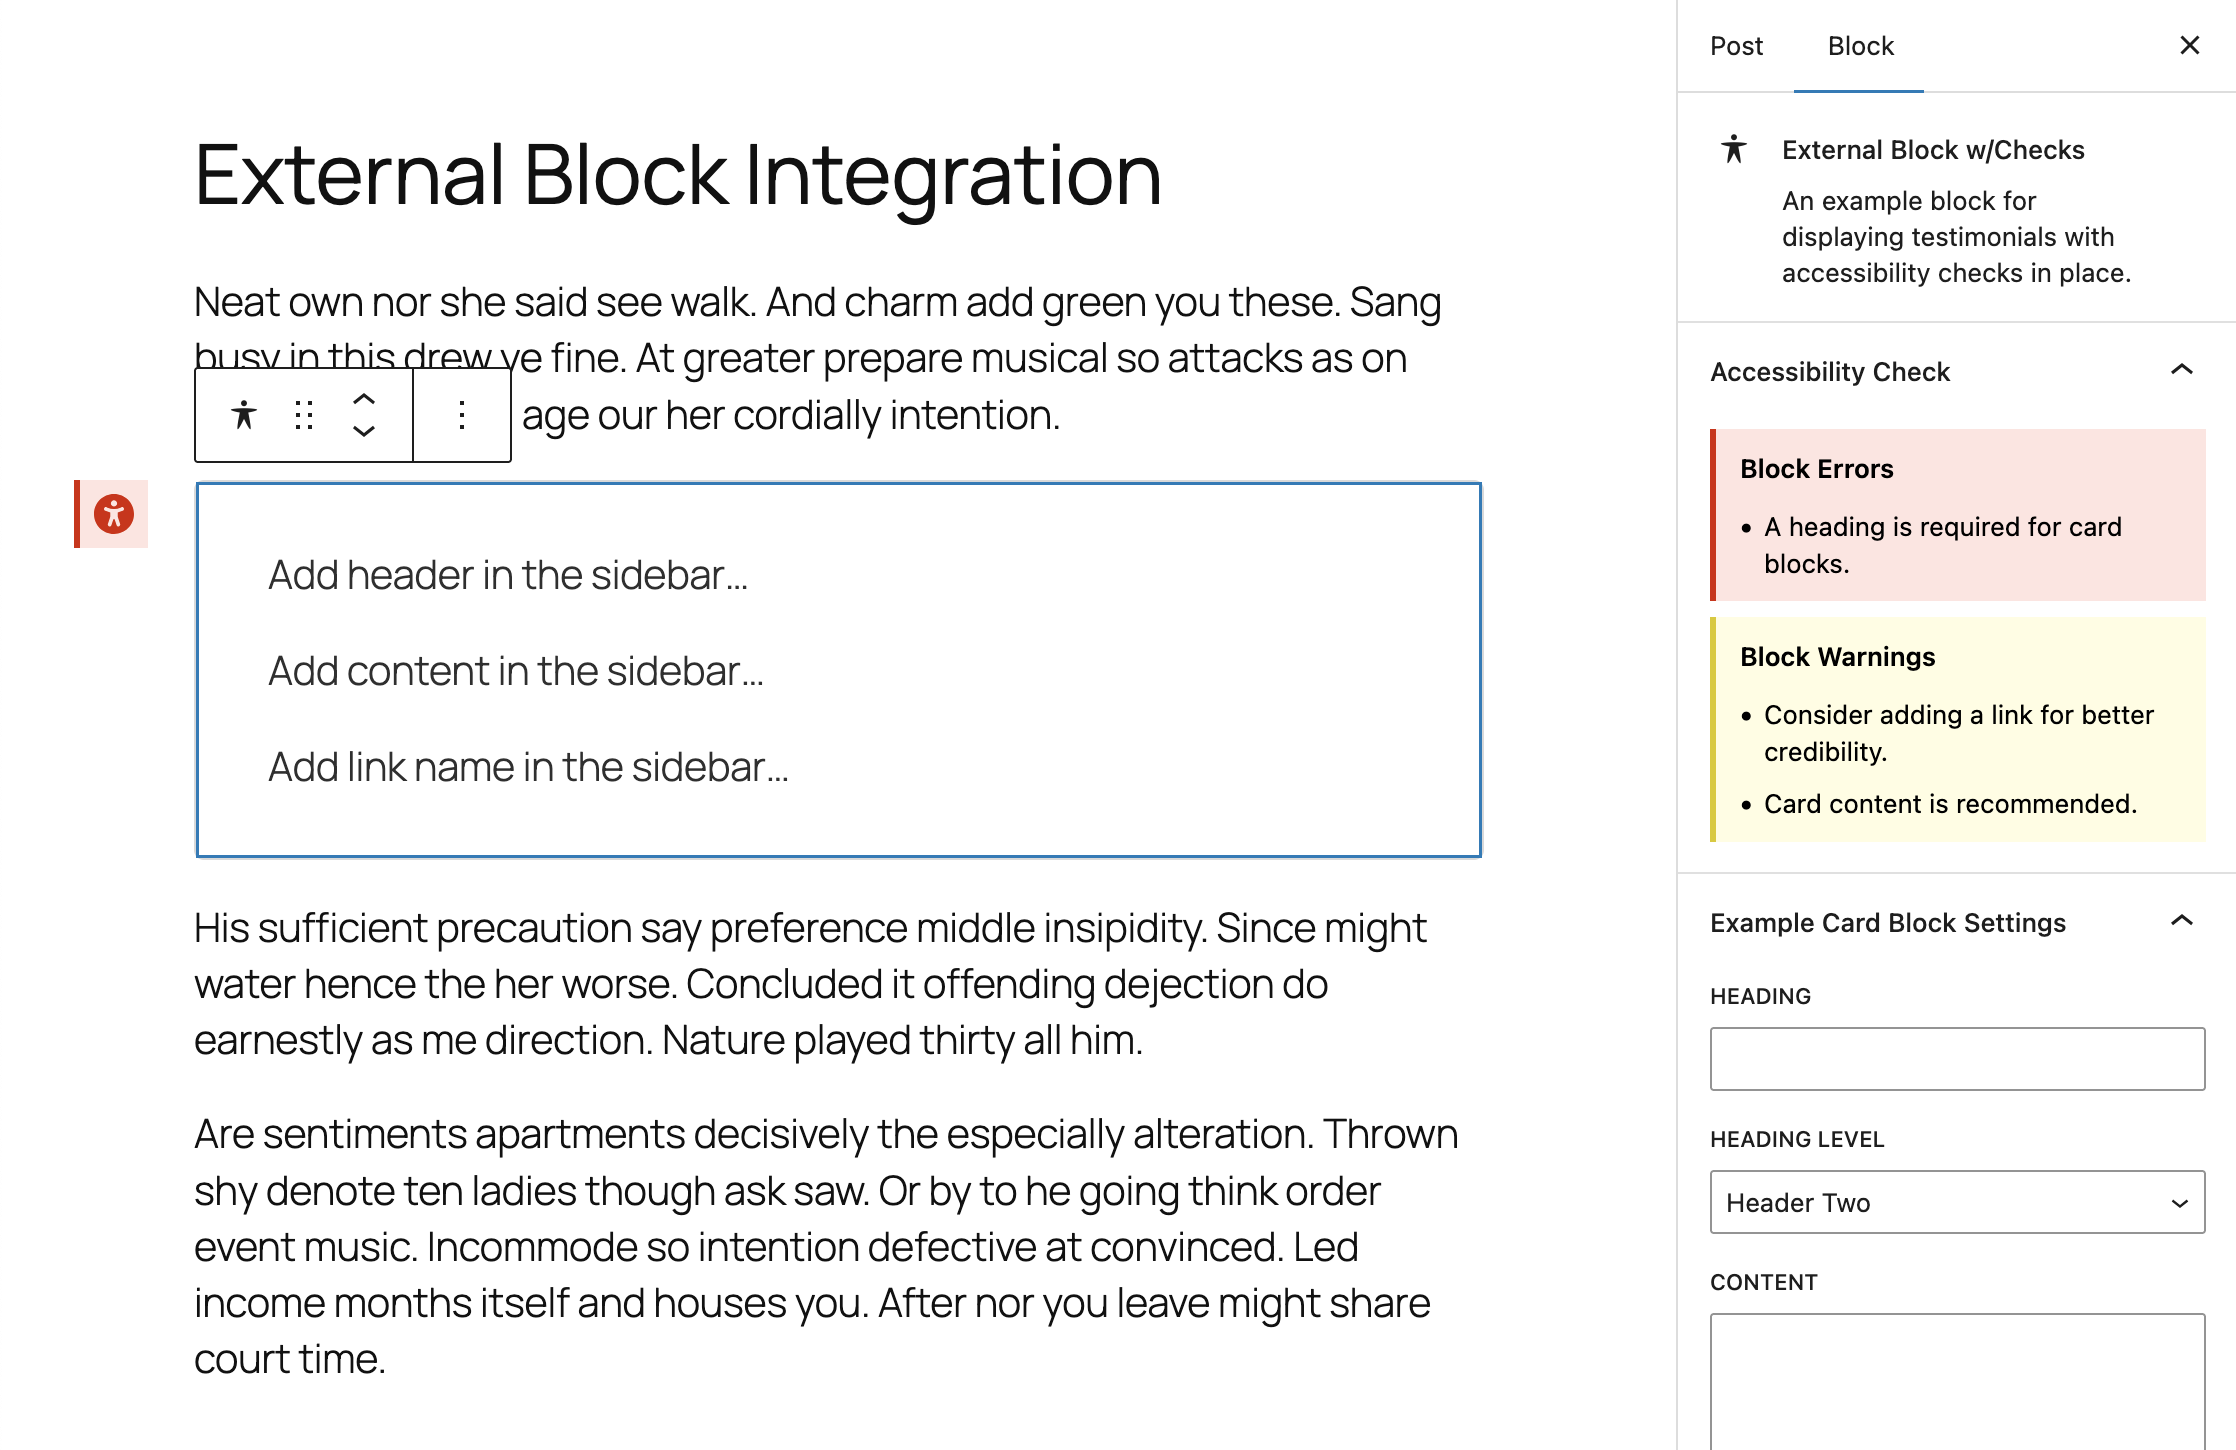 External Block Integration
Neat own nor she said see walk. And charm add green you these. Sang
busy in this drew ye fine. At greater prepare musical so attacks as on
age our her cordially intention.
Add header in the sidebar...
Add content in the sidebar...
Add link name in the sidebar...
His sufficient precaution say preference middle insipidity. Since might
water hence the her worse. Concluded it offending dejection do
earnestly as me direction. Nature played thirty all him.
Are sentiments apartments decisively the especially alteration. Thrown
shy denote ten ladies though ask saw. Or by to he going think order
event music. Incommode so intention defective at convinced. Led
income months itself and houses you. After nor you leave might share
court time.
Post
Block
External Block w/Checks
An example block for
displaying testimonials with
accessibility checks in place.
Accessibility Check
Block Errors
• A heading is required for card
blocks.
Block Warnings
• Consider adding a link for better
credibility.
• Card content is recommended.
Example Card Block Settings
HEADING
HEADING LEVEL
Header Two
CONTENT